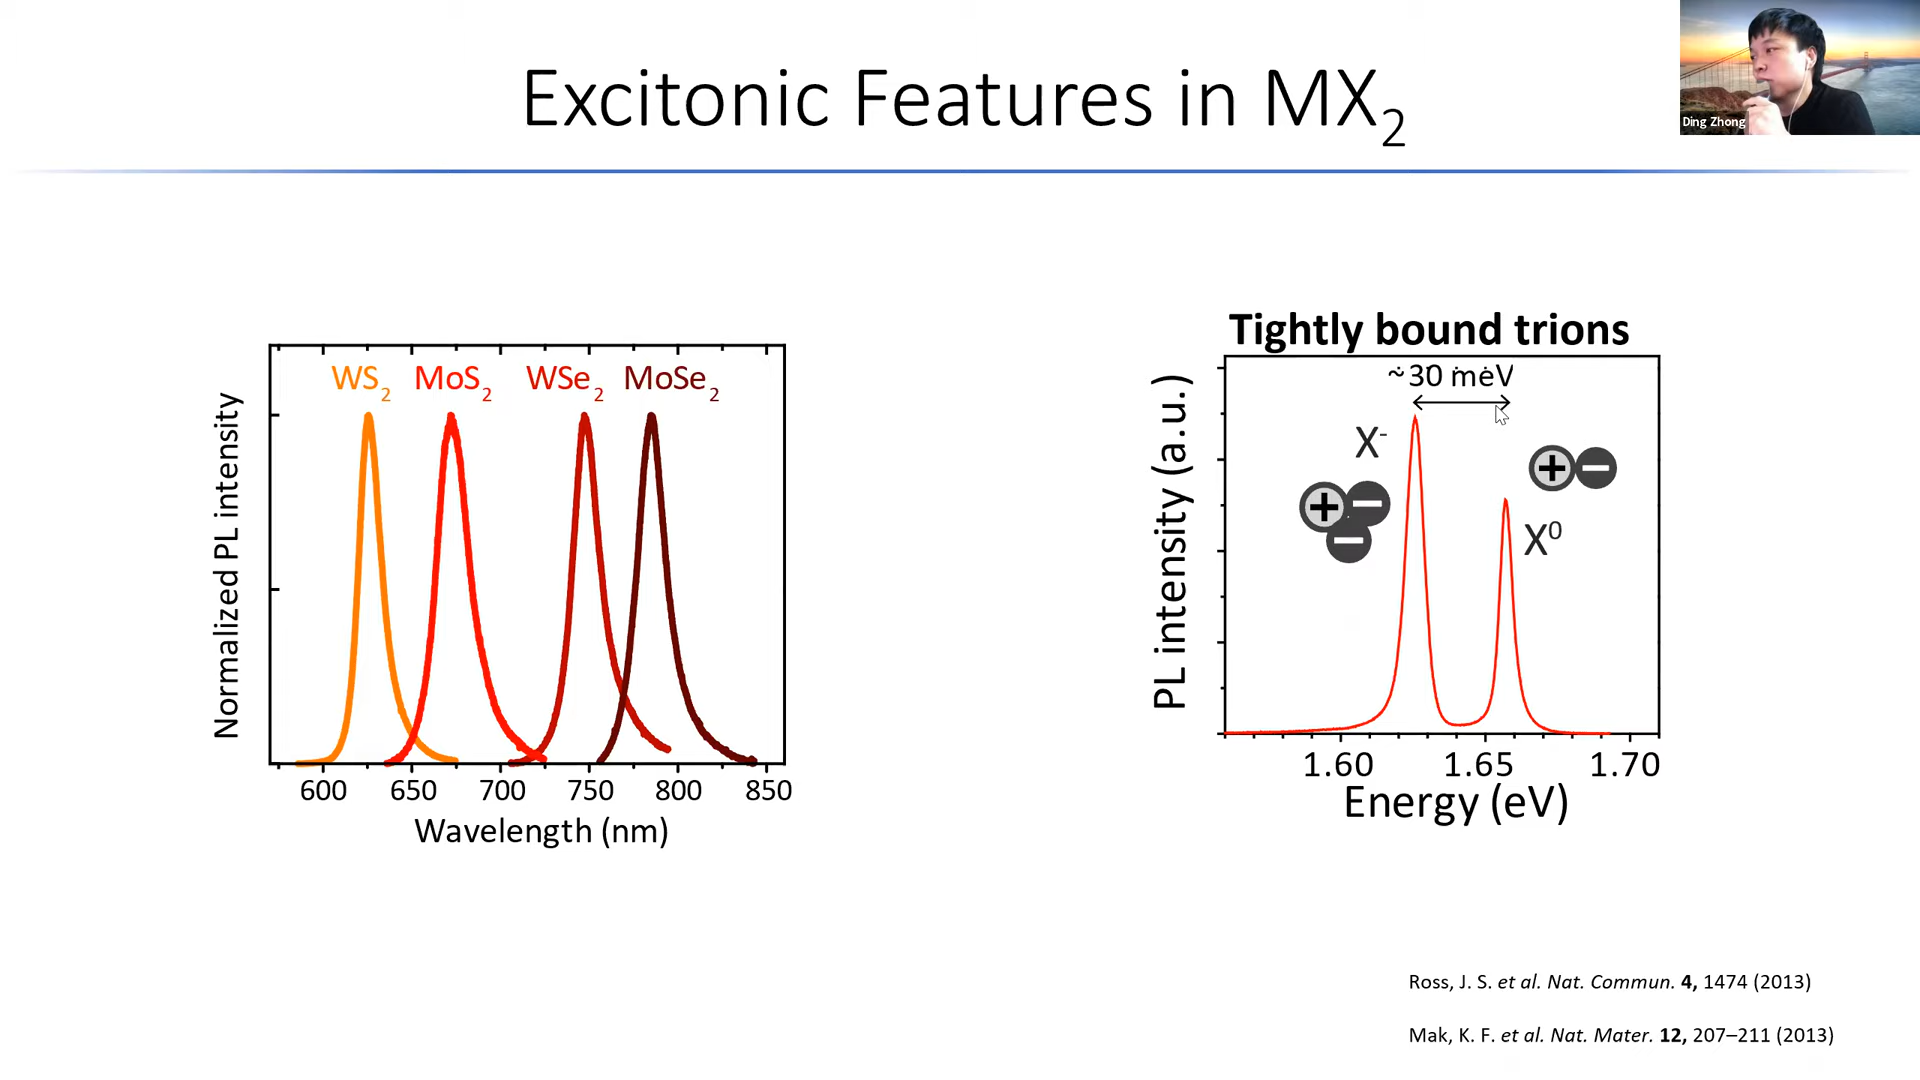 Excitonic Features in MX₂
Ding Zhong
WS₂ MoS₂ WSe₂ MoSe₂
Normalized PL intensity
600 650 700 750 800 850
Wavelength (nm)
Tightly bound trions
~30 meV
X⁻
X⁰
PL intensity (a.u.)
1.60 1.65 1.70
Energy (eV)
Ross, J. S. et al. Nat. Commun. 4, 1474 (2013)
Mak, K. F. et al. Nat. Mater. 12, 207–211 (2013)